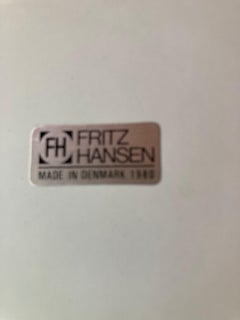 FH FRITZ
HANSEN
MADE IN DENMARK 1980